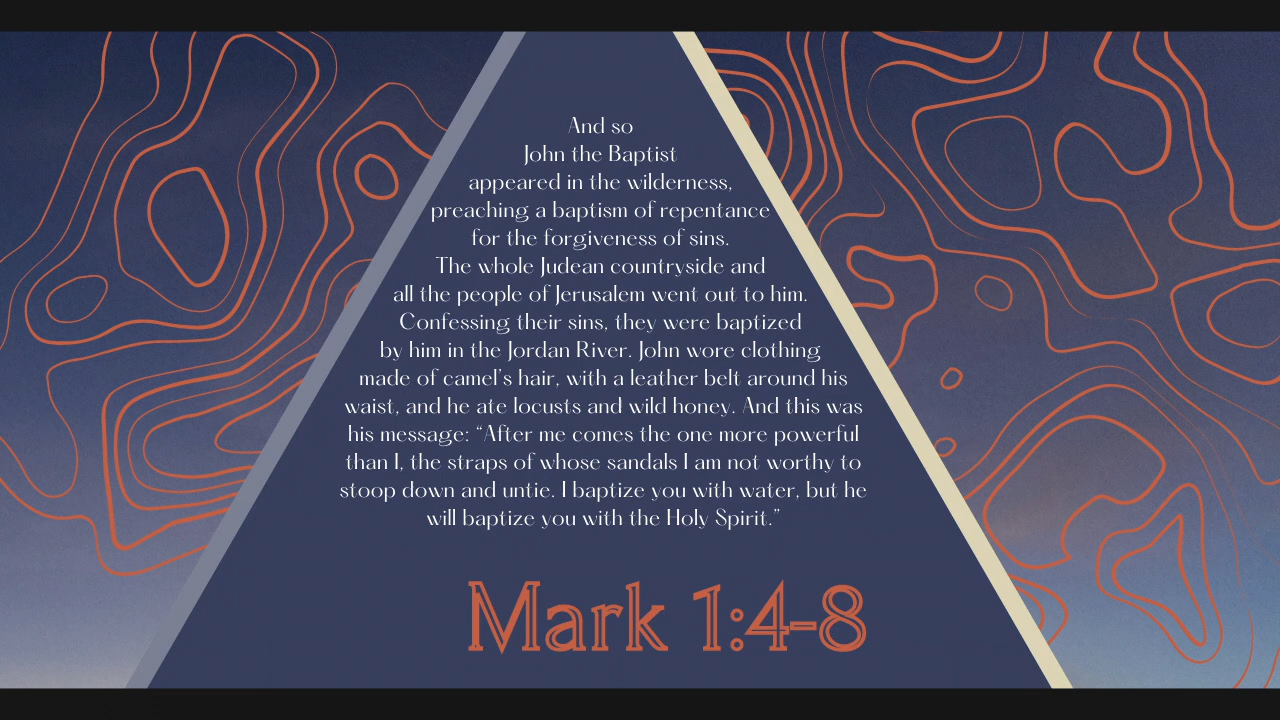 And so
John the Baptist
appeared in the wilderness,
preaching a baptism of repentance
for the forgiveness of sins.
The whole Judean countryside and
all the people of Jerusalem went out to him.
Confessing their sins, they were baptized
by him in the Jordan River. John wore clothing
made of camel's hair, with a leather belt around his
waist, and he ate locusts and wild honey. And this was
his message: “After me comes the one more powerful
than I, the straps of whose sandals I am not worthy to
stoop down and untie. I baptize you with water, but he
will baptize you with the Holy Spirit.”
Mark 1:4-8